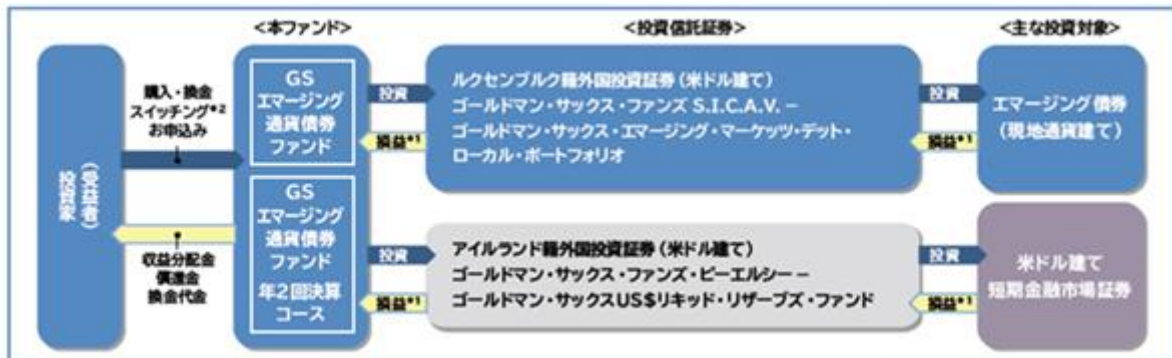 <本ファンド>
<投資信託証券>
<主な投資対象>
投資家
(受益者)
購入・換金
スイッチング*2
お申込み
収益分配金
償還金
換金代金
GS
エマージング
通貨債券
ファンド
GS
エマージング
通貨債券
ファンド
年2回決算
コース
投資
損益*1
ルクセンブルク籍外国投資証券(米ドル建て)
ゴールドマン・サックス・ファンズ S.I.C.A.V. −
ゴールドマン・サックス・エマージング・マーケッツ・デット・
ローカル・ポートフォリオ
投資
損益*1
エマージング債券
(現地通貨建て)
投資
損益*1
アイルランド籍外国投資証券(米ドル建て)
ゴールドマン・サックス・ファンズ・ピーエルシー −
ゴールドマン・サックスUS$リキッド・リザーブズ・ファンド
投資
損益*1
米ドル建て
短期金融市場証券